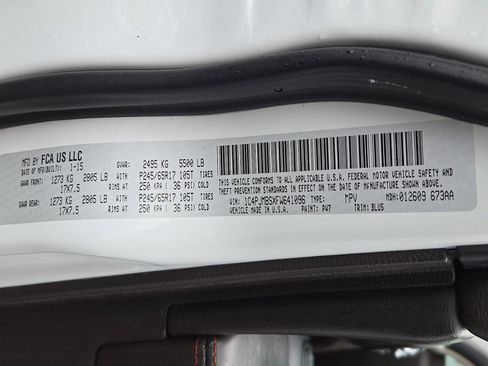 MFD BY FCA US LLC
DATE OF MFR(BUILT): 1-15
GVWR: 2495 KG 5500 LB
GAWR FRONT: 1273 KG 2805 LB WITH P245/65R17 105T TIRES
17X7.5 RIMS AT 250 KPA ( 36 PSI) COLD
GAWR REAR: 1273 KG 2805 LB WITH P245/65R17 105T TIRES
17X7.5 RIMS AT 250 KPA ( 36 PSI) COLD
THIS VEHICLE CONFORMS TO ALL APPLICABLE U.S.A. FEDERAL MOTOR VEHICLE SAFETY,
THEFT PREVENTION STANDARDS IN EFFECT ON THE DATE OF MANUFACTURE SHOWN ABOVE.
VIN: 1C4PJMBSKFW641096 TYPE: MPV MDH: 012609 673AA
VEHICLE MADE IN U.S.A. PAINT: PW7 TRIM: BLUS